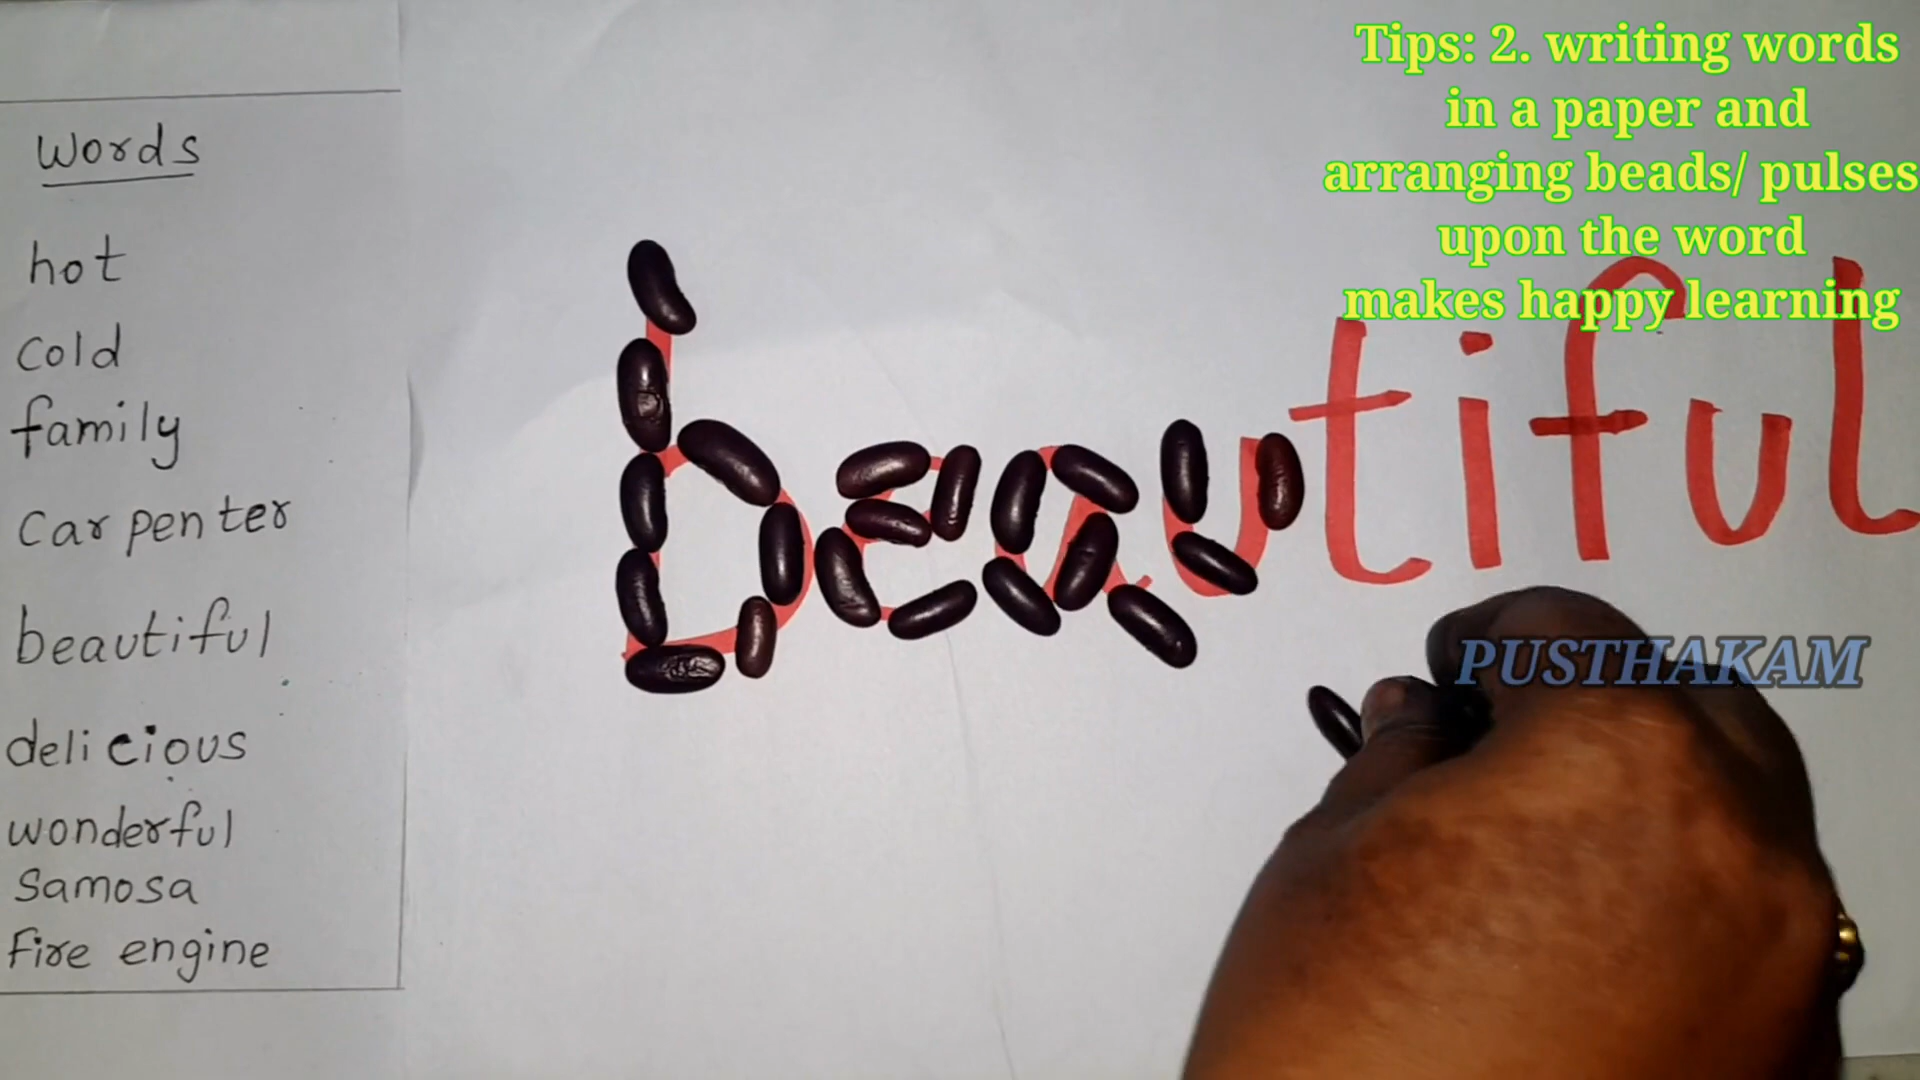 Words
hot
cold
family
Carpenter
beautiful
delicious
wonderful
Samosa
Fire engine
beautiful
Tips: 2. writing words
in a paper and
arranging beads/ pulses
upon the word
makes happy learning
PUSTHAKAM